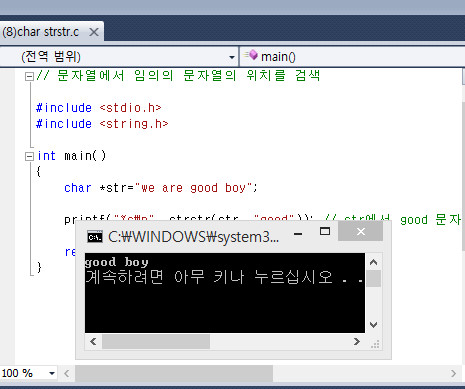 (8)char strstr.c
(전역 범위)
main()
// 문자열에서 임의의 문자열의 위치를 검색
#include <stdio.h>
#include <string.h>
int main()
{
char *str="we are good boy";
printf("%s\n", strstr(str, "good")); // str에서 good 문자
re
}
C:\WINDOWS\system3...
good boy
계속하려면 아무 키나 누르십시오 . .
100 %